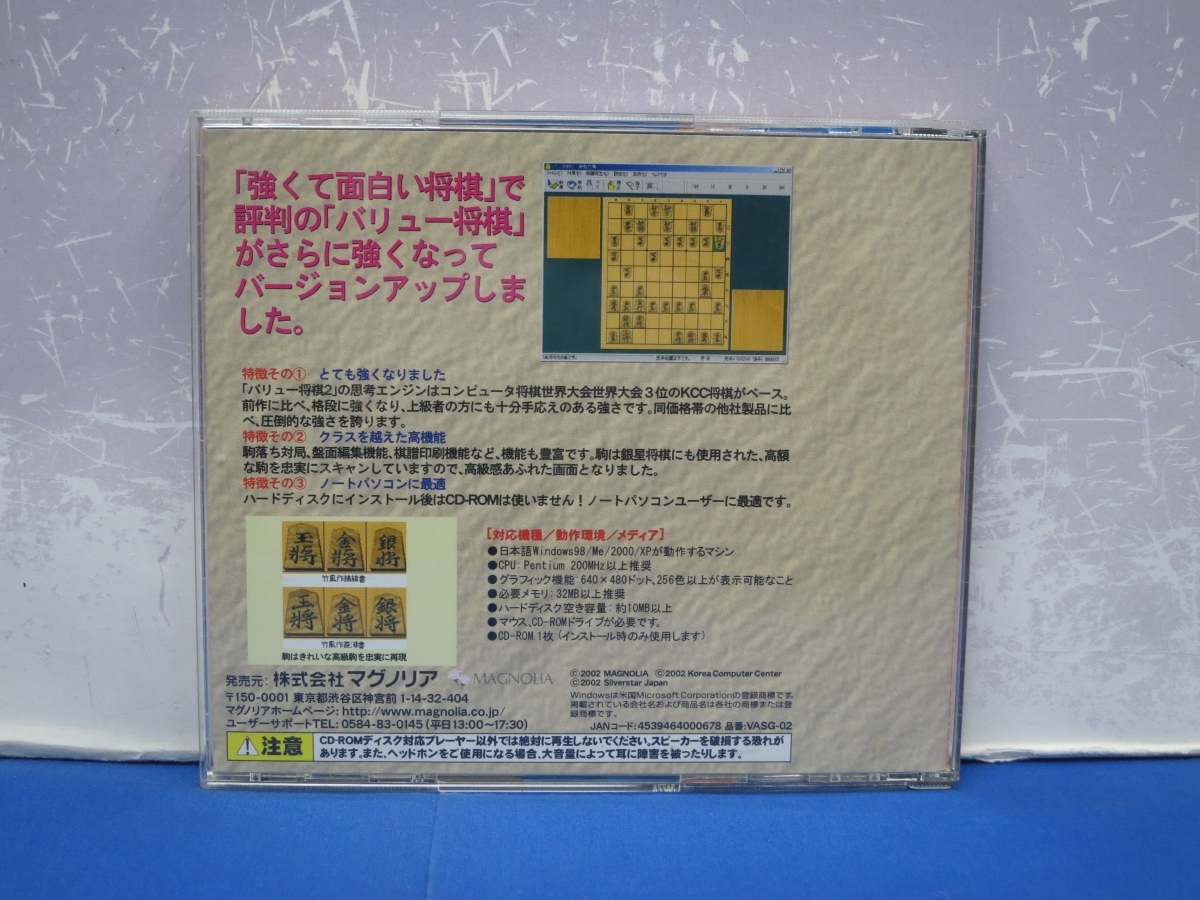 「強くて面白い将棋」で
評判の「バリュー将棋」
がさらに強くなって
バージョンアップしま
した。
特徴その① とても強くなりました
「バリュー将棋2」の思考エンジンはコンピュータ将棋世界大会世界大会３位のKCC将棋がベース。
前作に比べ、格段に強くなり、上級者の方にも十分手応えのある強さです。同価格帯の他社製品に比
べ、圧倒的な強さを誇ります。
特徴その② クラスを越えた高機能
駒落ち対局、盤面編集機能、棋譜印刷機能など、機能も豊富です。駒は銀星将棋にも使用された、高額
な駒を忠実にスキャンしていますので、高級感あふれた画面となりました。
特徴その③ ノートパソコンに最適
ハードディスクにインストール後はCD-ROMは使いません！ノートパソコンユーザーに最適です。
王将 金将 銀将
玉将 金将 銀将
駒はきれいな高級駒を忠実に再現
［対応機種／動作環境／メディア］
●日本語Windows98/Me/2000/XPが動作するマシン
●CPU: Pentium 200MHz以上推奨
●グラフィック機能：640×480ドット、256色以上が表示可能なこと
●必要メモリ：32MB以上推奨
●ハードディスク空き容量：約10MB以上
●マウス、CD-ROMドライブが必要です。
●CD-ROM 1枚（インストール時のみ使用します）
発売元：株式会社マグノリア MAGNOLIA
〒150-0001 東京都渋谷区神宮前1-14-32-404
マグノリアホームページ：http://www.magnolia.co.jp/
ユーザーサポートTEL: 0584-83-0145（平日13:00～17:30）
©2002 MAGNOLIA ©2002 Korea Computer Center
©2002 Silverstar Japan
Windowsは米国Microsoft Corporationの登録商標です。
掲載されている会社名および商品名は各社の商標または登
録商標です。
JANコード：4539464000678 品番：VASG-02
注意
CD-ROMディスク対応プレーヤー以外では絶対に再生しないでください。スピーカーを破損する恐れが
あります。また、ヘッドホンをご使用になる場合、大音量によって耳に障害を被ったりします。